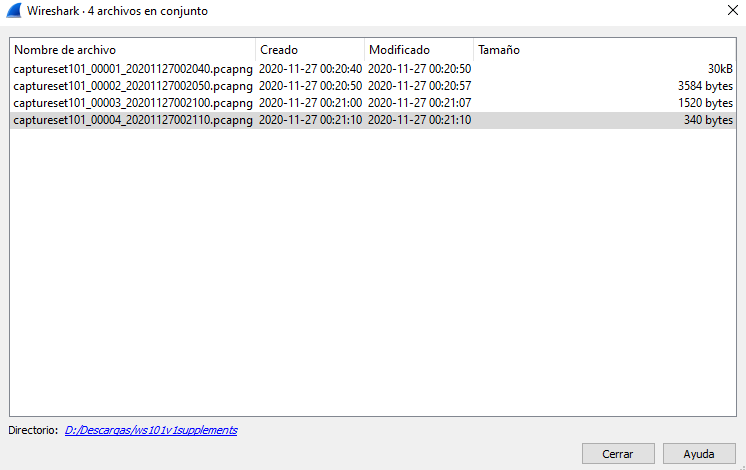 Wireshark · 4 archivos en conjunto
Nombre de archivo Creado Modificado Tamaño
captureset101_00001_20201127002040.pcapng 2020-11-27 00:20:40 2020-11-27 00:20:50 30kB
captureset101_00002_20201127002050.pcapng 2020-11-27 00:20:50 2020-11-27 00:20:57 3584 bytes
captureset101_00003_20201127002100.pcapng 2020-11-27 00:21:00 2020-11-27 00:21:07 1520 bytes
captureset101_00004_20201127002110.pcapng 2020-11-27 00:21:10 2020-11-27 00:21:10 340 bytes
Directorio: D:/Descargas/ws101v1supplements
Cerrar Ayuda